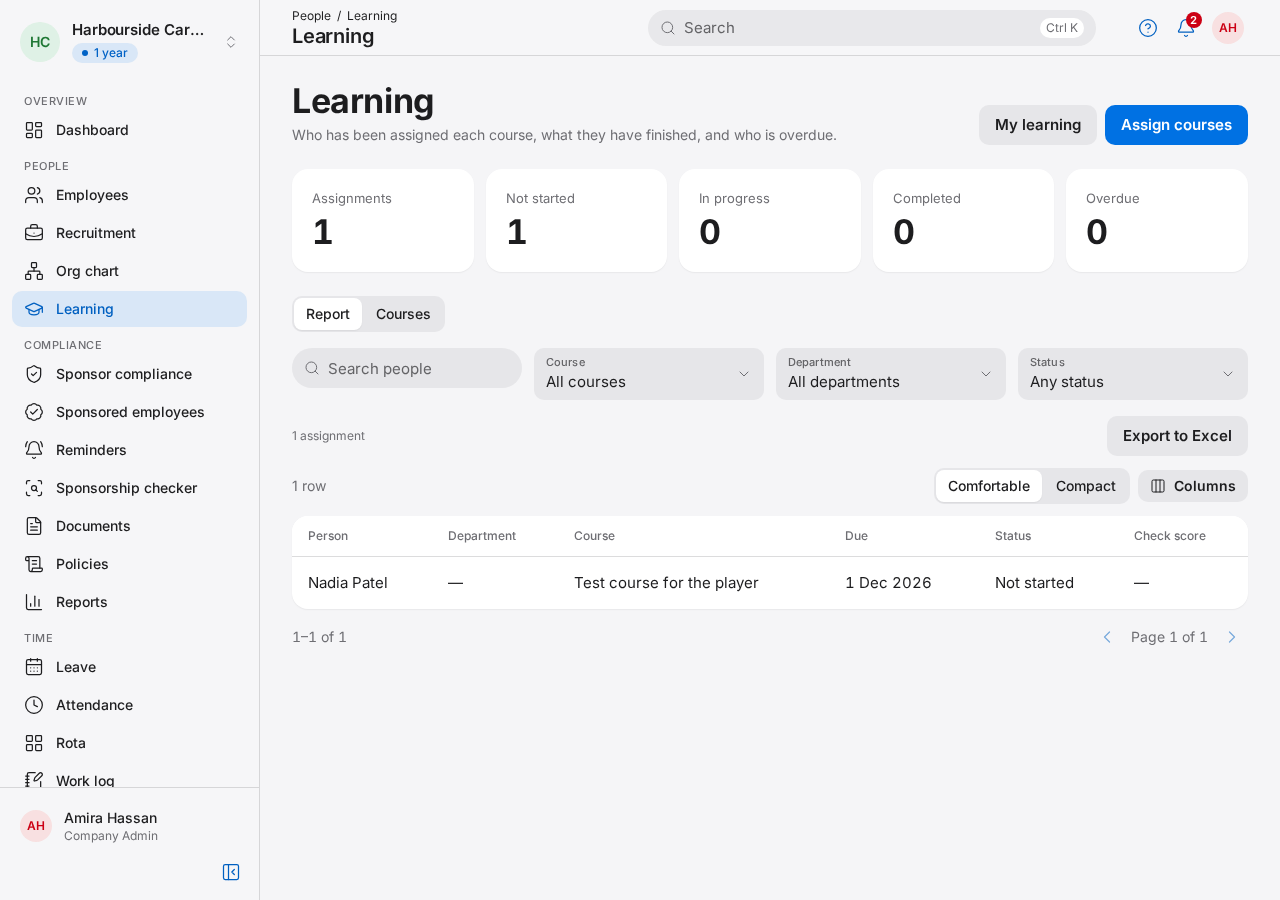 HC
Harbourside Car...
1 year
OVERVIEW
Dashboard
PEOPLE
Employees
Recruitment
Org chart
Learning
COMPLIANCE
Sponsor compliance
Sponsored employees
Reminders
Sponsorship checker
Documents
Policies
Reports
TIME
Leave
Attendance
Rota
Work log
AH
Amira Hassan
Company Admin
People / Learning
Learning
Search
Ctrl K
2
AH
Learning
Who has been assigned each course, what they have finished, and who is overdue.
My learning
Assign courses
Assignments
1
Not started
1
In progress
0
Completed
0
Overdue
0
Report
Courses
Search people
Course
All courses
Department
All departments
Status
Any status
1 assignment
Export to Excel
1 row
Comfortable
Compact
Columns
Person Department Course Due Status Check score
Nadia Patel — Test course for the player 1 Dec 2026 Not started —
1–1 of 1
Page 1 of 1